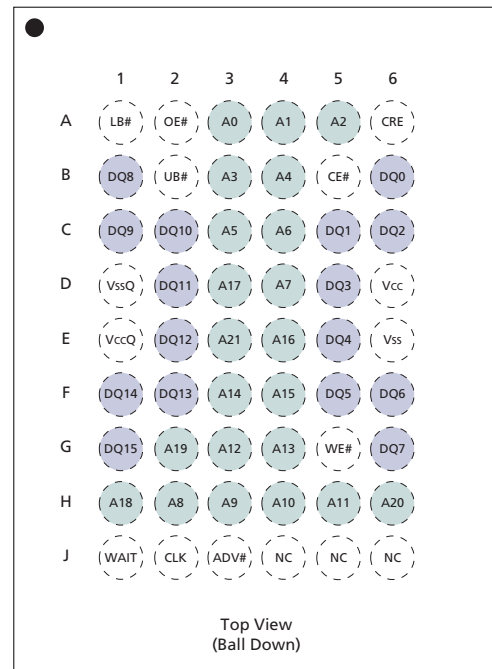 1 2 3 4 5 6
A LB# OE# A0 A1 A2 CRE
B DQ8 UB# A3 A4 CE# DQ0
C DQ9 DQ10 A5 A6 DQ1 DQ2
D VssQ DQ11 A17 A7 DQ3 Vcc
E VccQ DQ12 A21 A16 DQ4 Vss
F DQ14 DQ13 A14 A15 DQ5 DQ6
G DQ15 A19 A12 A13 WE# DQ7
H A18 A8 A9 A10 A11 A20
J WAIT CLK ADV# NC NC NC
Top View
(Ball Down)